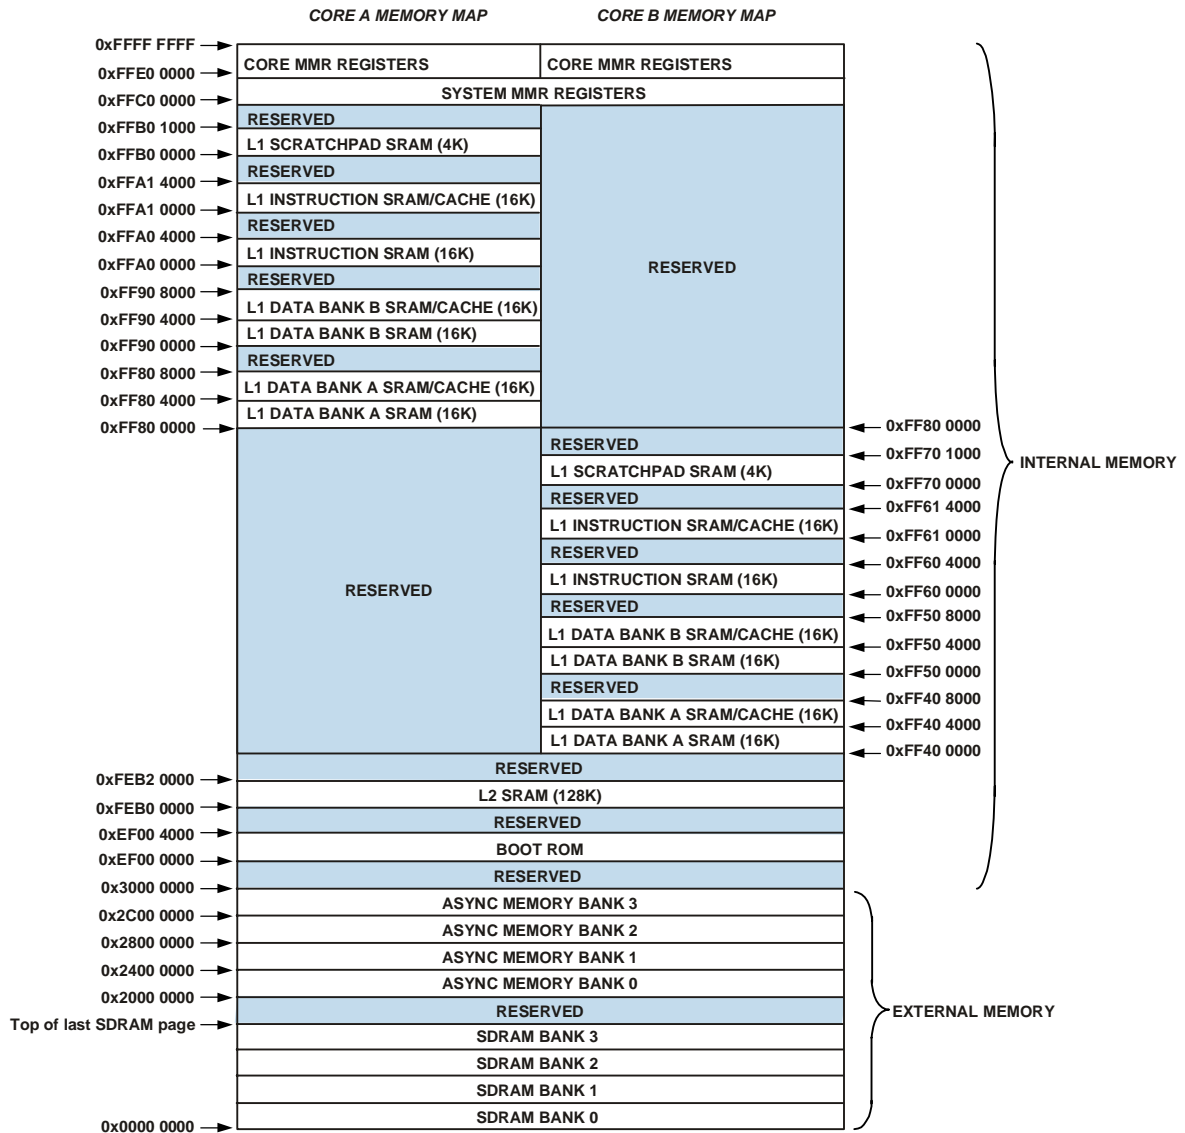 CORE A MEMORY MAP
CORE B MEMORY MAP
0xFFFF FFFF
CORE MMR REGISTERS
CORE MMR REGISTERS
0xFFE0 0000
SYSTEM MMR REGISTERS
0xFFC0 0000
RESERVED
0xFFB0 1000
L1 SCRATCHPAD SRAM (4K)
0xFFB0 0000
RESERVED
0xFFA1 4000
L1 INSTRUCTION SRAM/CACHE (16K)
0xFFA1 0000
RESERVED
0xFFA0 4000
L1 INSTRUCTION SRAM (16K)
0xFFA0 0000
RESERVED
RESERVED
0xFF90 8000
L1 DATA BANK B SRAM/CACHE (16K)
0xFF90 4000
L1 DATA BANK B SRAM (16K)
0xFF90 0000
RESERVED
0xFF80 8000
L1 DATA BANK A SRAM/CACHE (16K)
0xFF80 4000
L1 DATA BANK A SRAM (16K)
0xFF80 0000
0xFF80 0000
RESERVED
0xFF70 1000
L1 SCRATCHPAD SRAM (4K)
INTERNAL MEMORY
0xFF70 0000
RESERVED
0xFF61 4000
L1 INSTRUCTION SRAM/CACHE (16K)
0xFF61 0000
RESERVED
0xFF60 4000
L1 INSTRUCTION SRAM (16K)
RESERVED
0xFF60 0000
RESERVED
0xFF50 8000
L1 DATA BANK B SRAM/CACHE (16K)
0xFF50 4000
L1 DATA BANK B SRAM (16K)
0xFF50 0000
RESERVED
0xFF40 8000
L1 DATA BANK A SRAM/CACHE (16K)
0xFF40 4000
L1 DATA BANK A SRAM (16K)
0xFF40 0000
RESERVED
0xFEB2 0000
L2 SRAM (128K)
0xFEB0 0000
RESERVED
0xEF00 4000
BOOT ROM
0xEF00 0000
RESERVED
0x3000 0000
ASYNC MEMORY BANK 3
0x2C00 0000
ASYNC MEMORY BANK 2
0x2800 0000
ASYNC MEMORY BANK 1
0x2400 0000
ASYNC MEMORY BANK 0
0x2000 0000
RESERVED
EXTERNAL MEMORY
Top of last SDRAM page
SDRAM BANK 3
SDRAM BANK 2
SDRAM BANK 1
SDRAM BANK 0
0x0000 0000